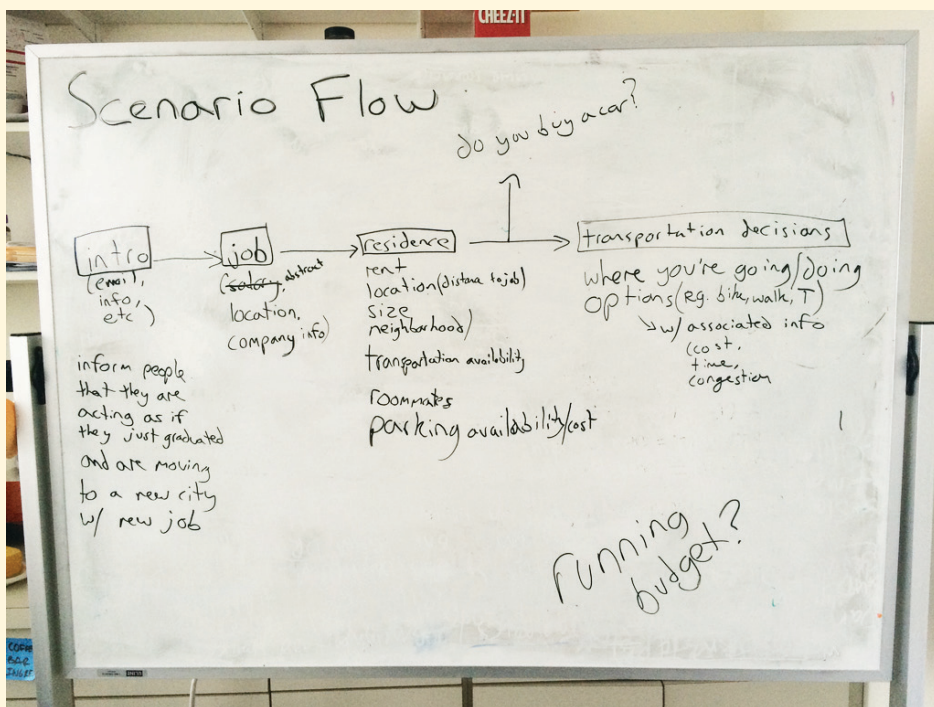 CHEEZ-IT
Scenario Flow
do you buy a car?
intro
(email,
info,
etc)
inform people
that they are
acting as if
they just graduated
and are moving
to a new city
w/ new job
job
(salary, abstract
location,
company info)
residence
rent
location (distance to job)
size
neighborhood)
transportation availability
roommates
parking availability/cost
transportation decisions
where you're going/doing
options (e.g. bike, walk, T)
w/ associated info
(cost,
time,
congestion
running
budget?
COFFEE
BAR